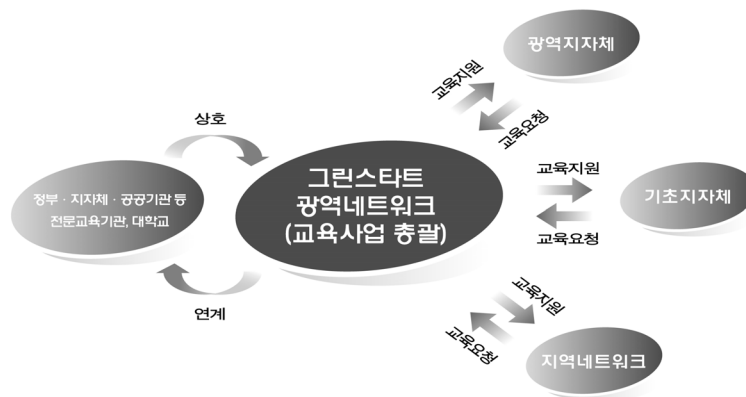 광역지자체
교육지원
교육요청
상호
그린스타트
광역네트워크
(교육사업 총괄)
정부 · 지자체 · 공공기관 등
전문교육기관, 대학교
교육지원
기초지자체
교육요청
연계
교육지원
교육요청
지역네트워크